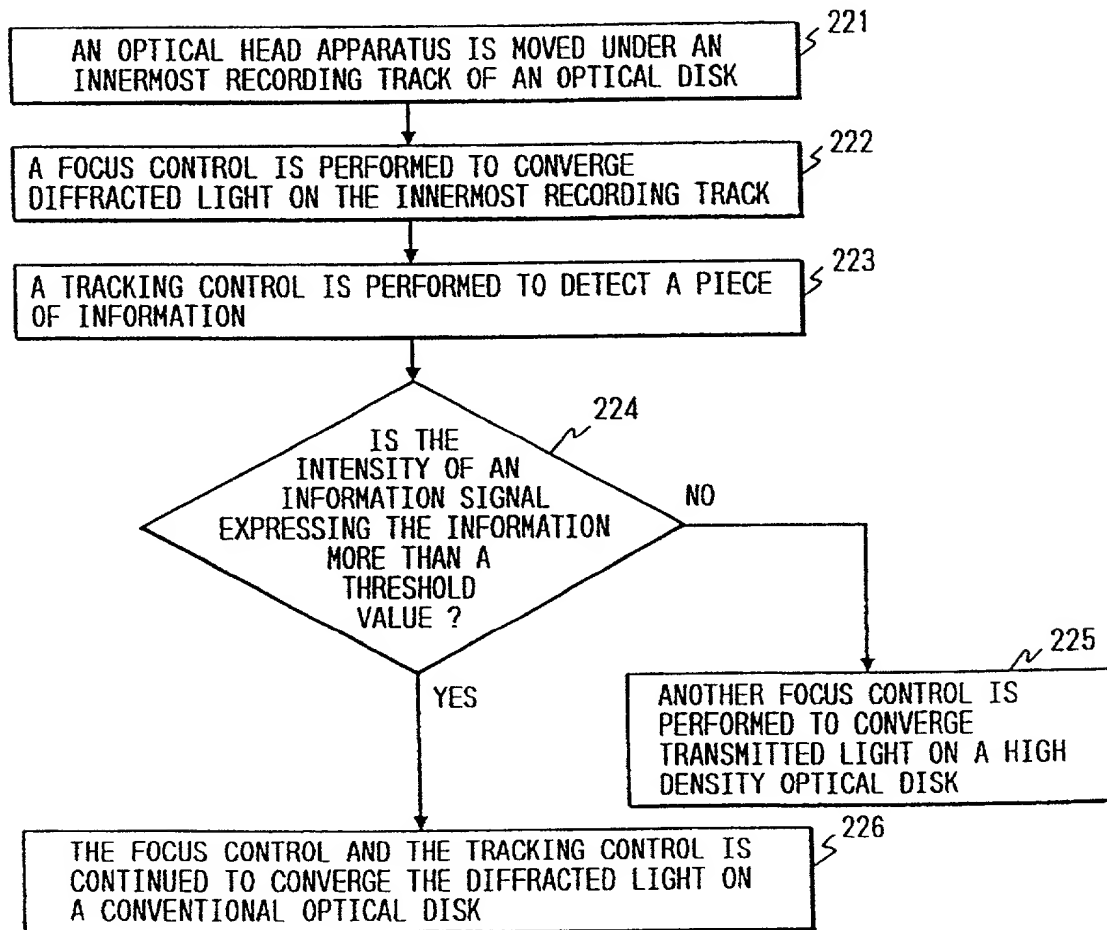 221
AN OPTICAL HEAD APPARATUS IS MOVED UNDER AN
INNERMOST RECORDING TRACK OF AN OPTICAL DISK
222
A FOCUS CONTROL IS PERFORMED TO CONVERGE
DIFFRACTED LIGHT ON THE INNERMOST RECORDING TRACK
223
A TRACKING CONTROL IS PERFORMED TO DETECT A PIECE
OF INFORMATION
224
IS THE
INTENSITY OF AN
INFORMATION SIGNAL
EXPRESSING THE INFORMATION
MORE THAN A
THRESHOLD
VALUE ?
NO
YES
225
ANOTHER FOCUS CONTROL IS
PERFORMED TO CONVERGE
TRANSMITTED LIGHT ON A HIGH
DENSITY OPTICAL DISK
226
THE FOCUS CONTROL AND THE TRACKING CONTROL IS
CONTINUED TO CONVERGE THE DIFFRACTED LIGHT ON
A CONVENTIONAL OPTICAL DISK